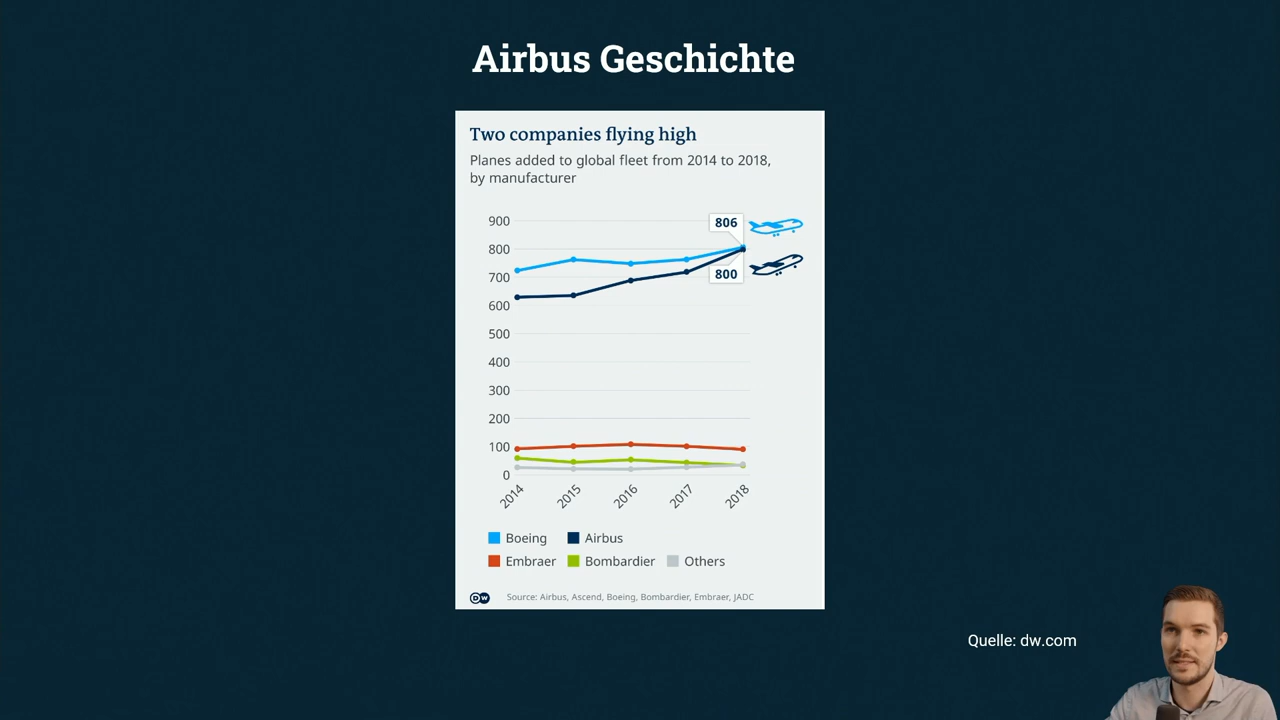 Airbus Geschichte
Two companies flying high
Planes added to global fleet from 2014 to 2018,
by manufacturer
900
806
800
700
800
600
500
400
300
200
100
0
2014 2015 2016 2017 2018
Boeing Airbus
Embraer Bombardier Others
DW Source: Airbus, Ascend, Boeing, Bombardier, Embraer, JADC
Quelle: dw.com